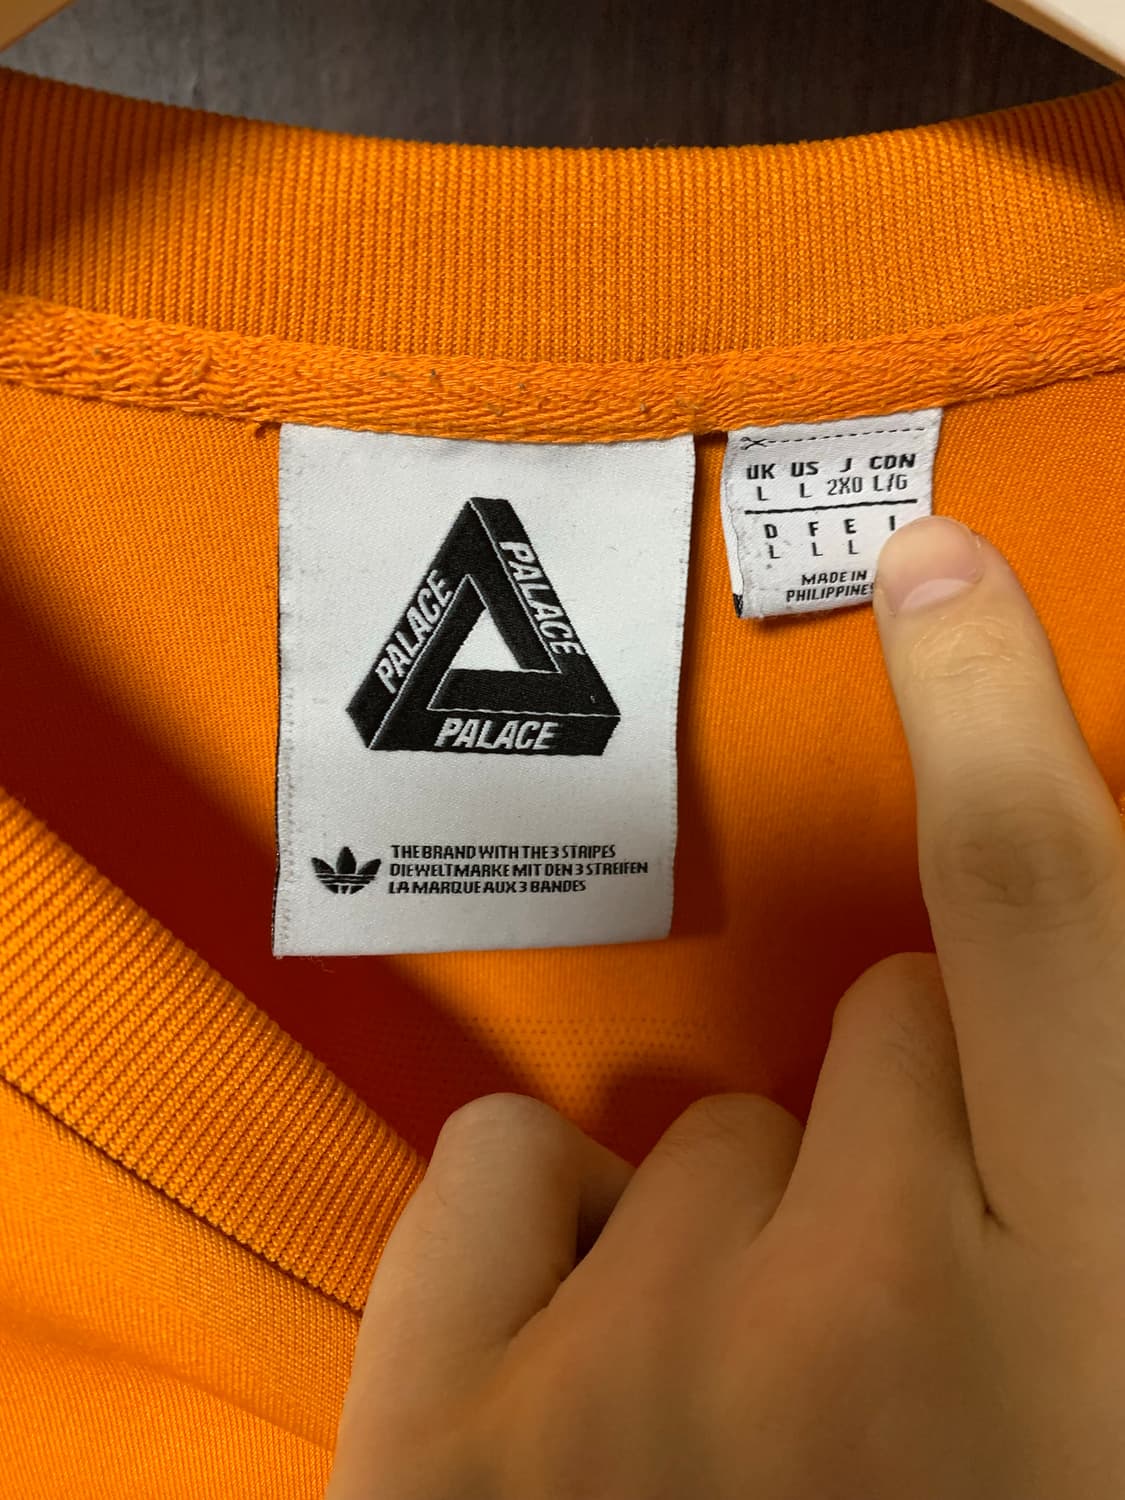 PALACE
PALACE
PALACE
THE BRAND WITH THE 3 STRIPES
DIE WELTMARKE MIT DEN 3 STREIFEN
LA MARQUE AUX 3 BANDES
UK US J CDN
L L 2XO L/G
D F E I
L L L
MADE IN
PHILIPPINES